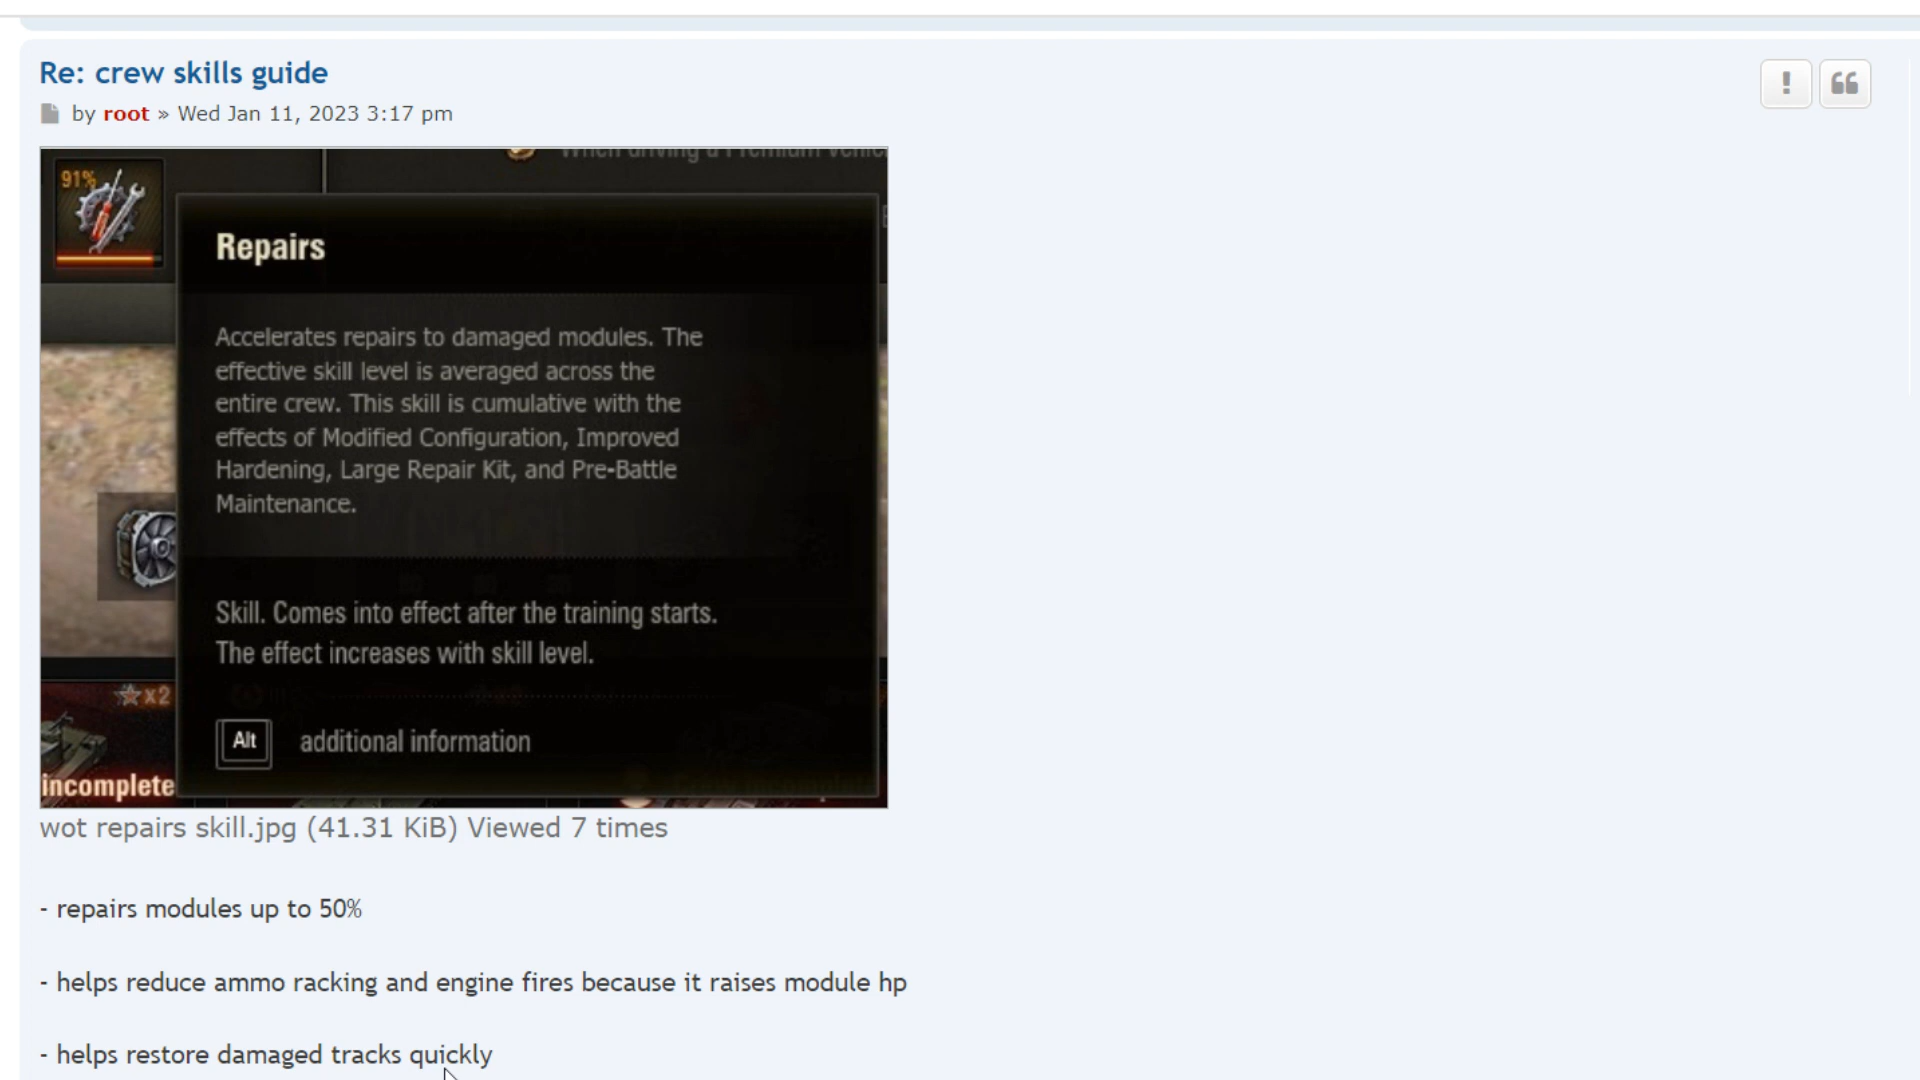 Re: crew skills guide
by root » Wed Jan 11, 2023 3:17 pm
When driving a Premium vehic
91%
Repairs
Accelerates repairs to damaged modules. The
effective skill level is averaged across the
entire crew. This skill is cumulative with the
effects of Modified Configuration, Improved
Hardening, Large Repair Kit, and Pre-Battle
Maintenance.
Skill. Comes into effect after the training starts.
The effect increases with skill level.
x2
Alt additional information
incomplete
wot repairs skill.jpg (41.31 KiB) Viewed 7 times
- repairs modules up to 50%
- helps reduce ammo racking and engine fires because it raises module hp
- helps restore damaged tracks quickly